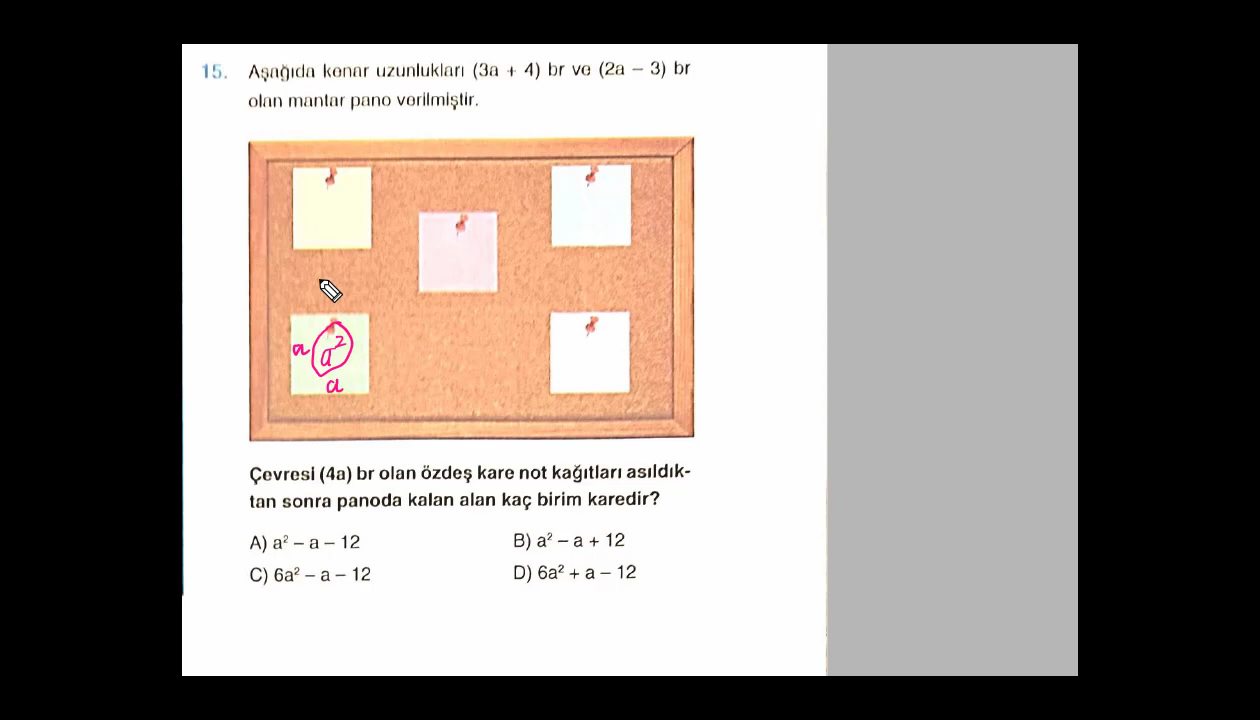 15. Aşağıda kenar uzunlukları (3a + 4) br ve (2a − 3) br
olan mantar pano verilmiştir.
a a²
a
Çevresi (4a) br olan özdeş kare not kağıtları asıldık-
tan sonra panoda kalan alan kaç birim karedir?
A) a² − a − 12 B) a² − a + 12
C) 6a² − a − 12 D) 6a² + a − 12